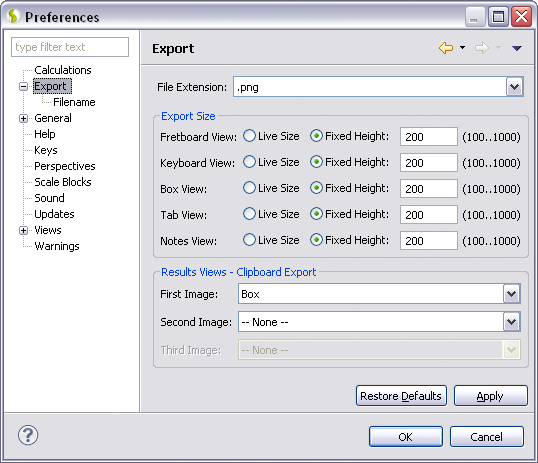 Preferences
type filter text
Calculations
Export
Filename
General
Help
Keys
Perspectives
Scale Blocks
Sound
Updates
Views
Warnings
Export
File Extension: .png
Export Size
Fretboard View: Live Size Fixed Height: 200 (100..1000)
Keyboard View: Live Size Fixed Height: 200 (100..1000)
Box View: Live Size Fixed Height: 200 (100..1000)
Tab View: Live Size Fixed Height: 200 (100..1000)
Notes View: Live Size Fixed Height: 200 (100..1000)
Results Views - Clipboard Export
First Image: Box
Second Image: -- None --
Third Image: -- None --
Restore Defaults Apply
? OK Cancel